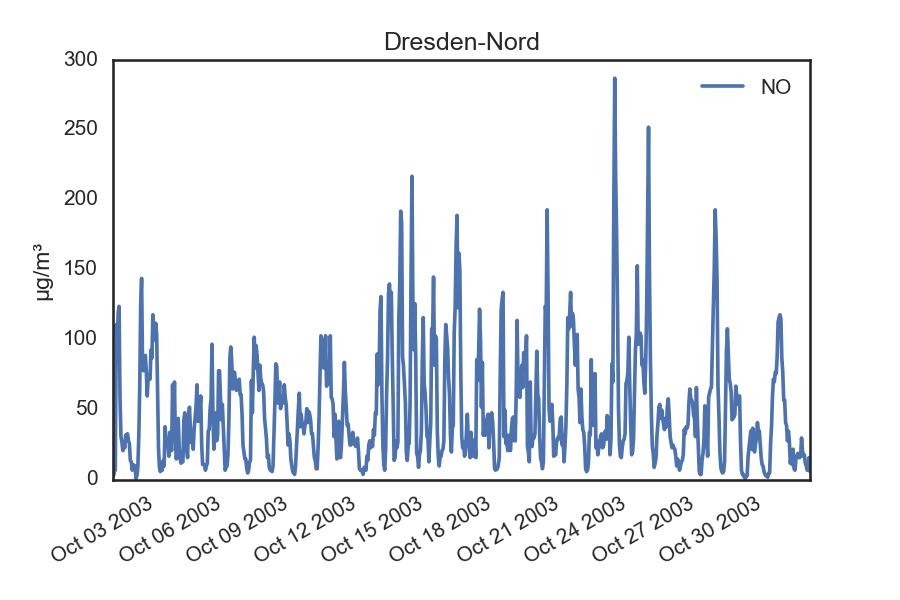 Dresden-Nord
300
250
200
150
100
50
0
µg/m³
NO
Oct 03 2003
Oct 06 2003
Oct 09 2003
Oct 12 2003
Oct 15 2003
Oct 18 2003
Oct 21 2003
Oct 24 2003
Oct 27 2003
Oct 30 2003